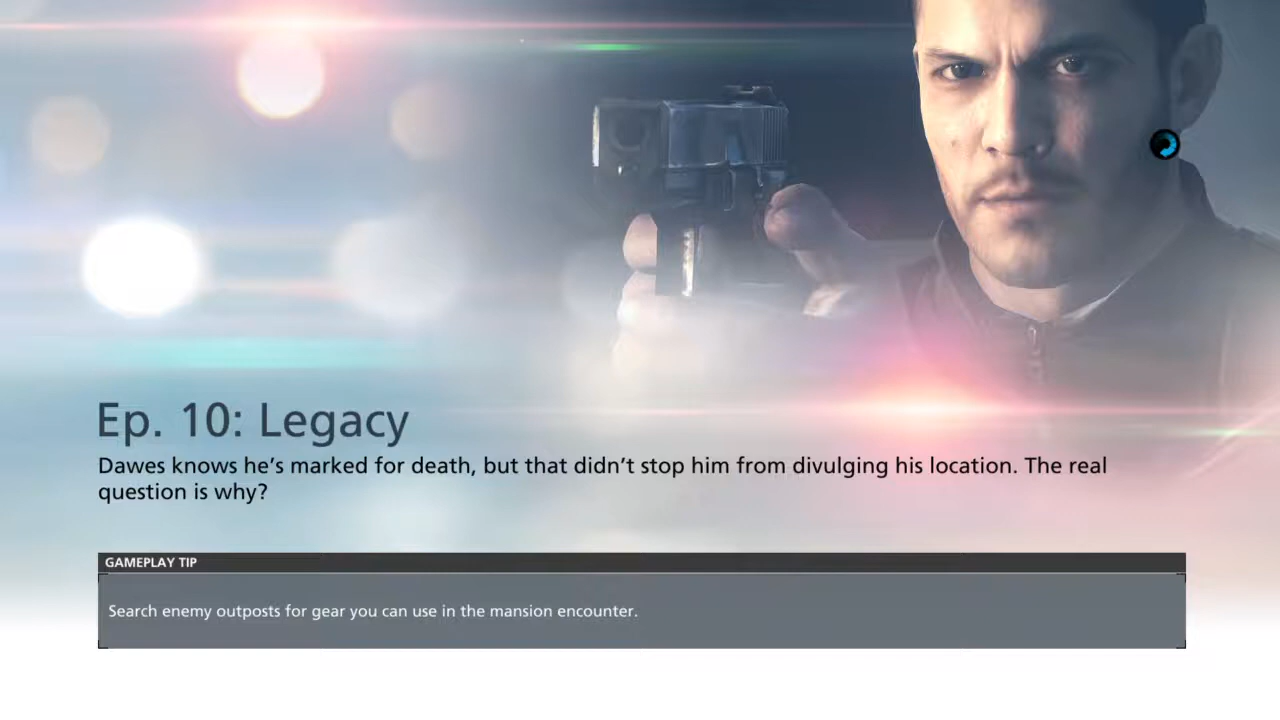 Ep. 10: Legacy
Dawes knows he’s marked for death, but that didn’t stop him from divulging his location. The real
question is why?
GAMEPLAY TIP
Search enemy outposts for gear you can use in the mansion encounter.